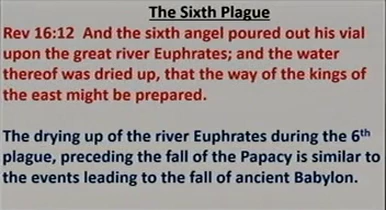 The Sixth Plague
Rev 16:12 And the sixth angel poured out his vial
upon the great river Euphrates; and the water
thereof was dried up, that the way of the kings of
the east might be prepared.
The drying up of the river Euphrates during the 6th
plague, preceding the fall of the Papacy is similar to
the events leading to the fall of ancient Babylon.